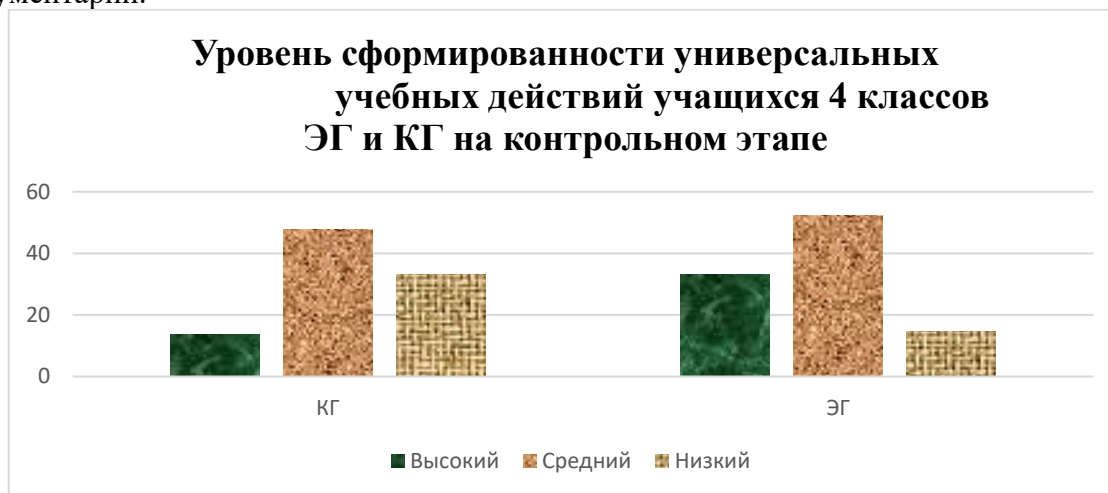 Уровень сформированности универсальных
учебных действий учащихся 4 классов
ЭГ и КГ на контрольном этапе
60
40
20
0
КГ
ЭГ
Высокий Средний Низкий